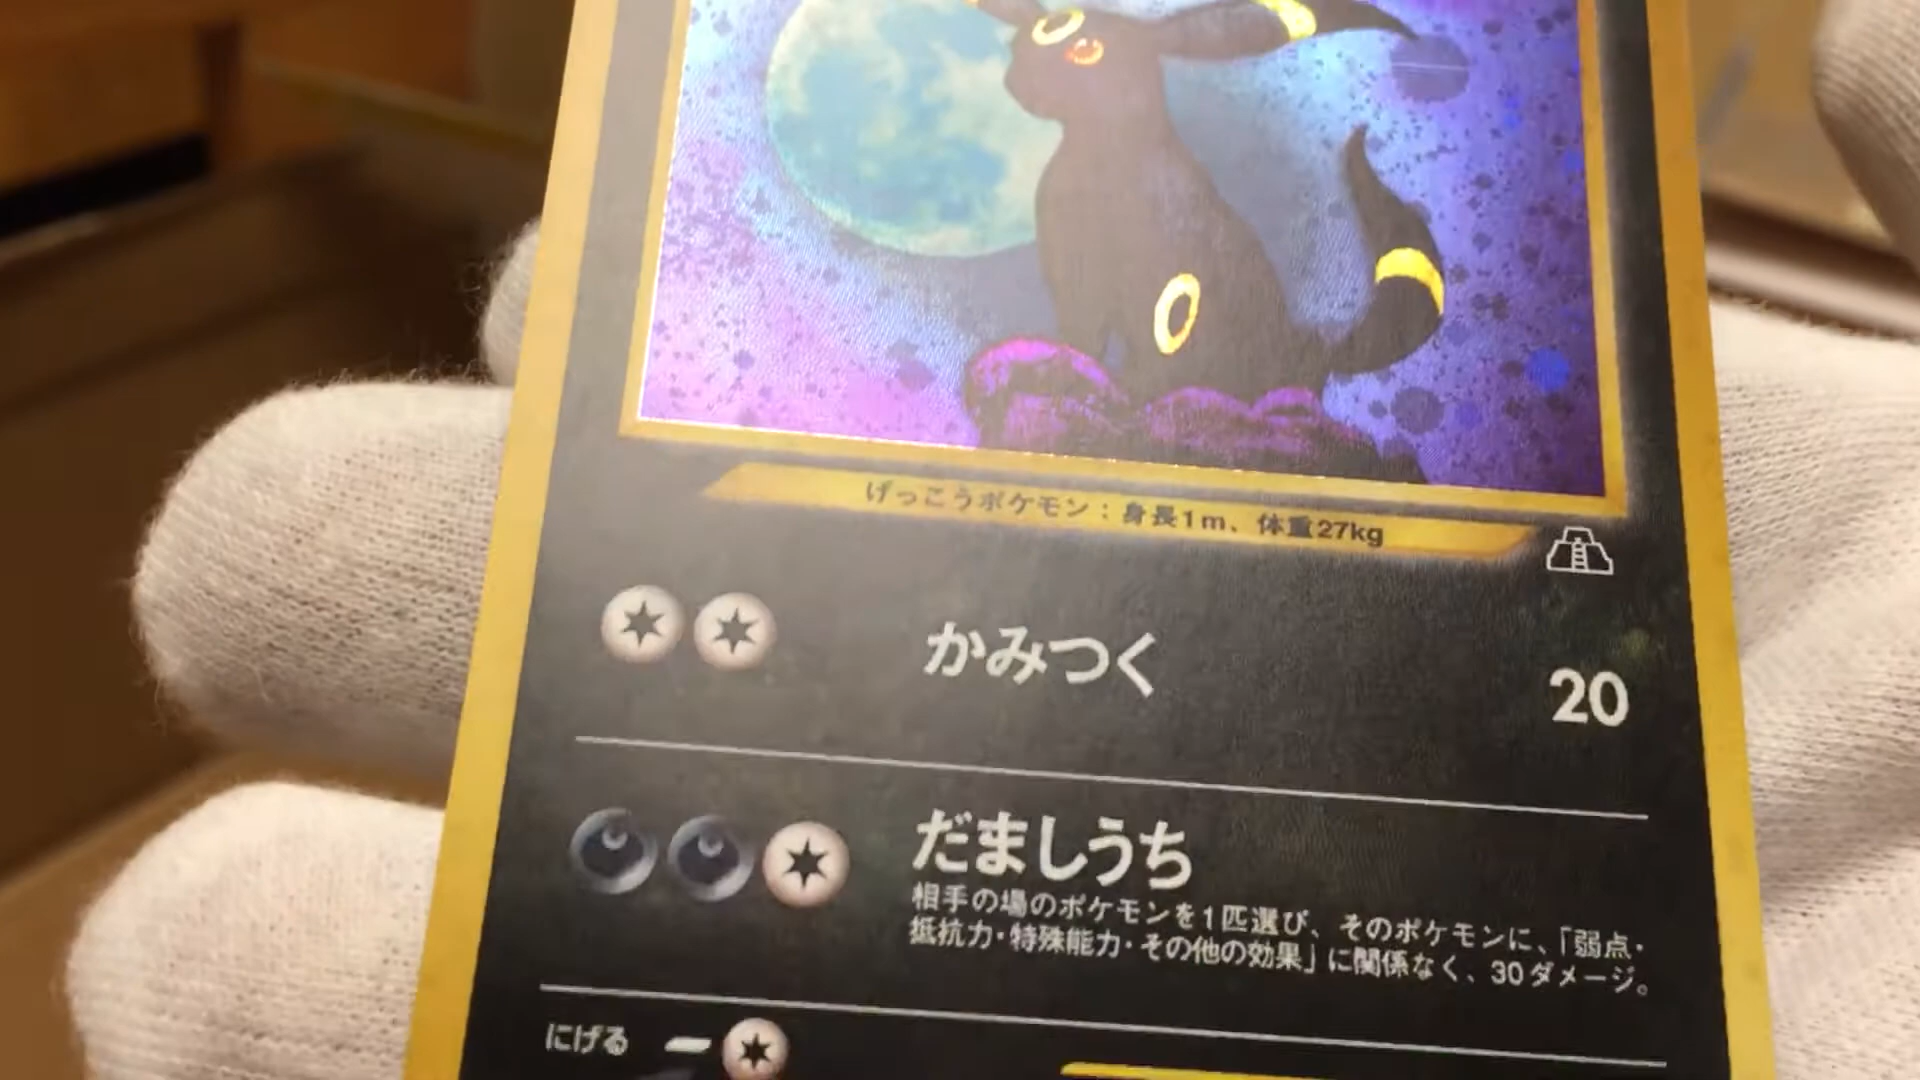 げっこうポケモン：身長1m、体重27kg
かみつく
20
だましうち
相手の場のポケモンを1匹選び、そのポケモンに、「弱点・
抵抗力・特殊能力・その他の効果」に関係なく、30ダメージ。
にげる